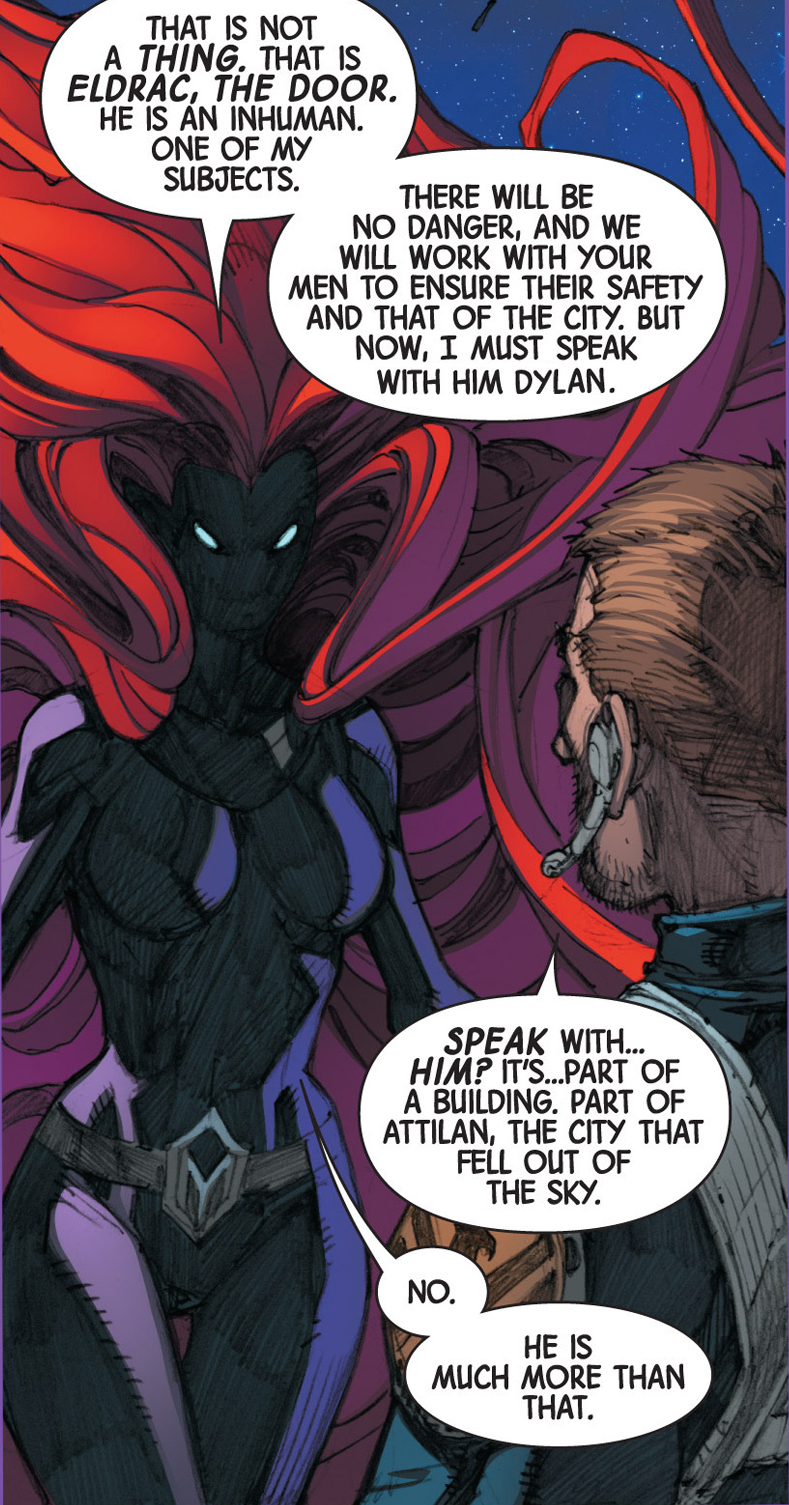 THAT IS NOT
A THING. THAT IS
ELDRAC, THE DOOR.
HE IS AN INHUMAN.
ONE OF MY
SUBJECTS.
THERE WILL BE
NO DANGER, AND WE
WILL WORK WITH YOUR
MEN TO ENSURE THEIR SAFETY
AND THAT OF THE CITY. BUT
NOW, I MUST SPEAK
WITH HIM DYLAN.
SPEAK WITH...
HIM? IT'S...PART OF
A BUILDING. PART OF
ATTILAN, THE CITY THAT
FELL OUT OF
THE SKY.
NO.
HE IS
MUCH MORE THAN
THAT.